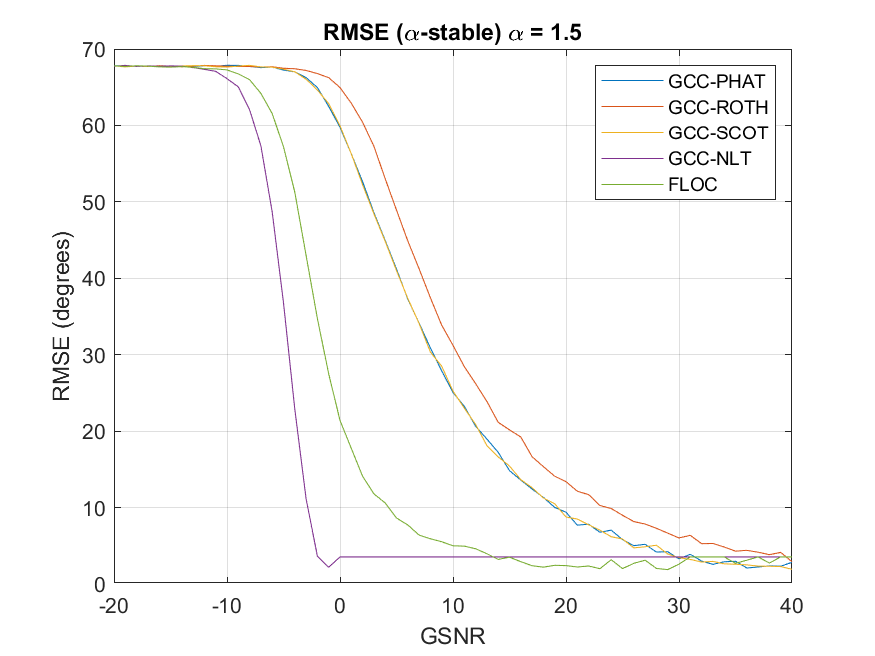 RMSE (α-stable) α = 1.5
RMSE (degrees)
70
60
50
40
30
20
10
0
GCC-PHAT
GCC-ROTH
GCC-SCOT
GCC-NLT
FLOC
-20 -10 0 10 20 30 40
GSNR